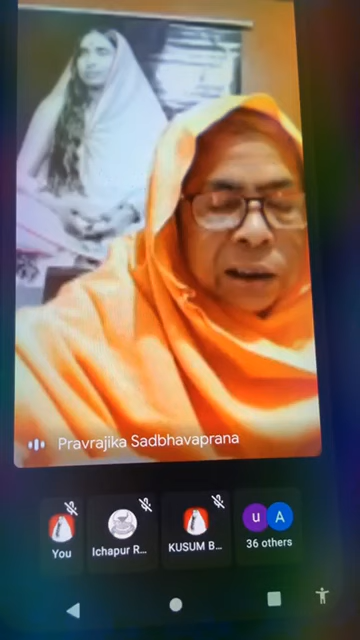 Pravrajika Sadbhavaprana
You
Ichapur R...
KUSUM B...
u A
36 others